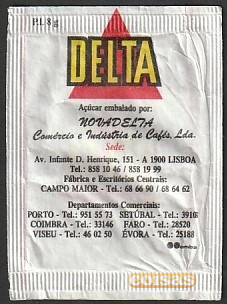 P.L. 8 g
DELTA
Açúcar embalado por:
NOVADELTA
Comércio e Indústria de Cafés, Lda.
Sede:
Av. Infante D. Henrique, 151 - A 1900 LISBOA
Tel.: 858 10 46 / 858 19 99
Fábrica e Escritórios Centrais:
CAMPO MAIOR - Tel.: 68 66 90 / 68 64 62
Departamentos Comerciais:
PORTO - Tel.: 951 55 73 SETÚBAL - Tel.:
COIMBRA - Tel.: 33146 FARO - Tel.: 28520
VISEU - Tel.: 46 02 50 ÉVORA - Tel.: 25188
coisas